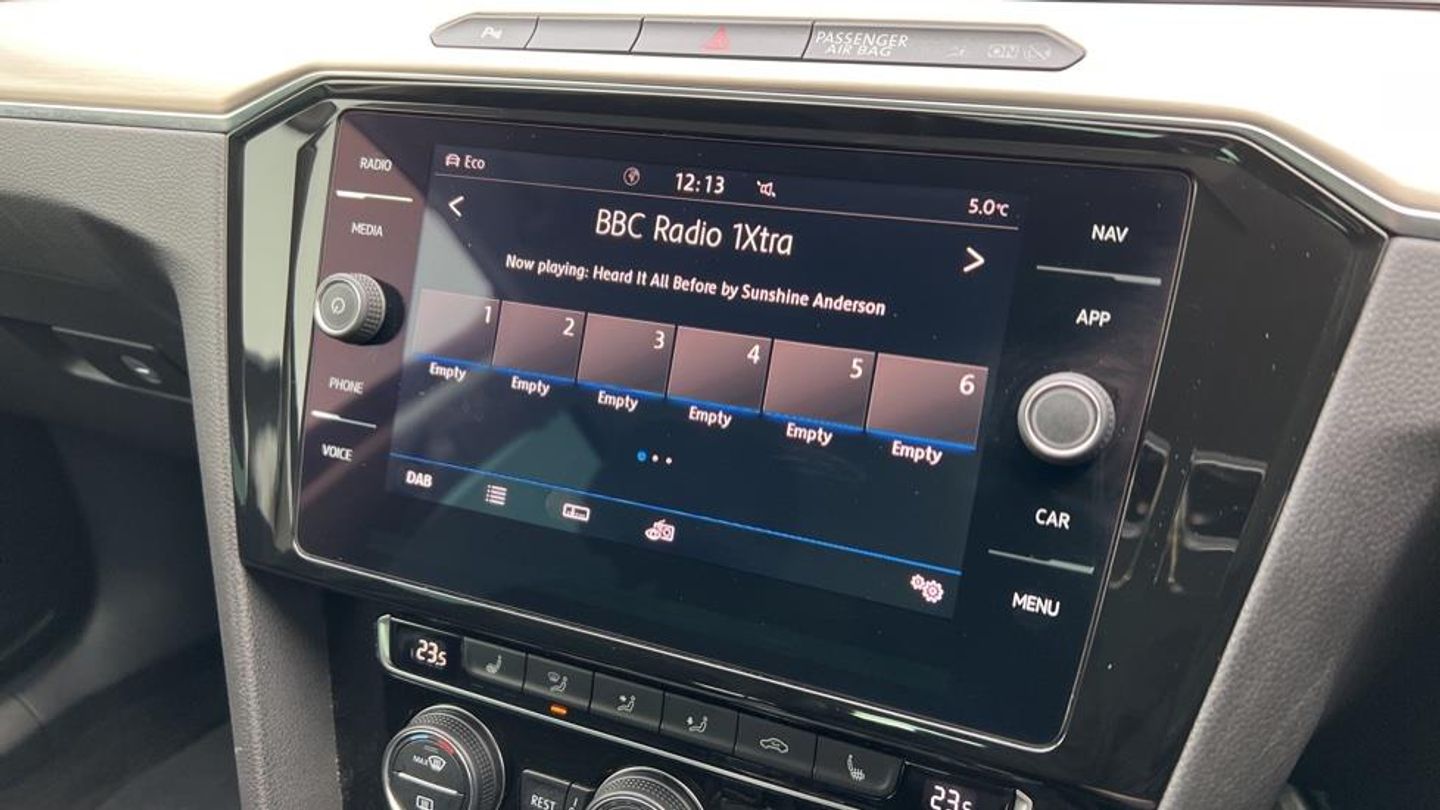 PASSENGER
AIR BAG
ON
RADIO
MEDIA
PHONE
VOICE
Eco
12:13
5.0°C
<
BBC Radio 1Xtra
>
Now playing: Heard It All Before by Sunshine Anderson
1 2 3 4 5 6
Empty Empty Empty Empty Empty Empty
DAB
NAV
APP
CAR
MENU
23.5
MAX
REST
23.5